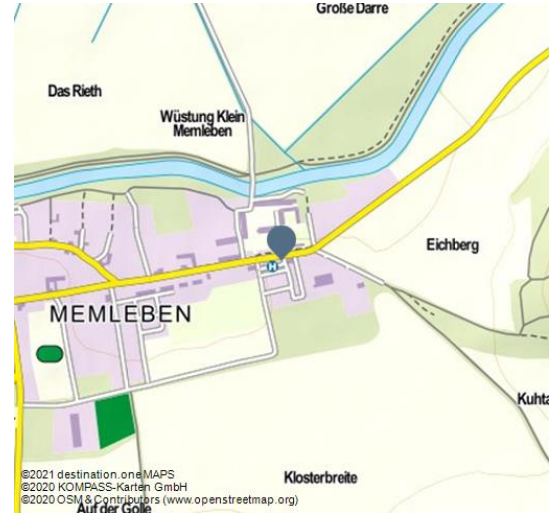 Große Darre
Das Rieth
Wüstung Klein
Memleben
Eichberg
H
MEMLEBEN
Kuhta
Klosterbreite
©2021 destination.one MAPS
©2020 KOMPASS-Karten GmbH
©2020 OSM & Contributors (www.openstreetmap.org)
Auf der Golle